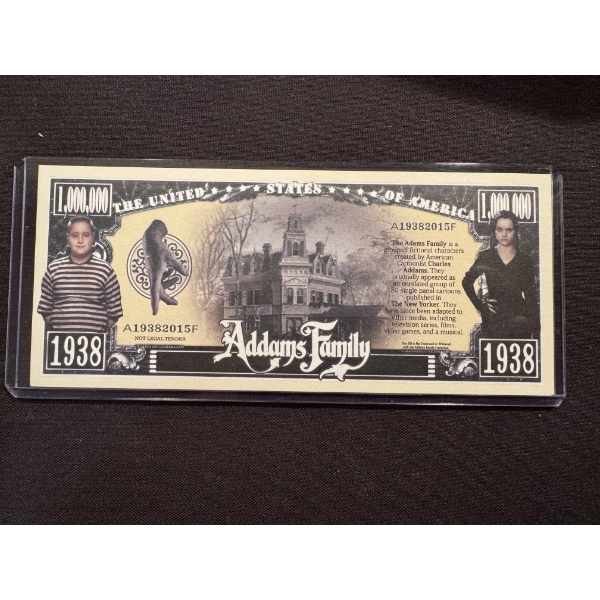 1,000,000
THE UNITED STATES OF AMERICA
1,000,000
A19382015F
The Addams Family is a
group of fictional characters
created by American
Cartoonist Charles
Addams. They
originally appeared as
an unrelated group of
150 single panel cartoons
published in
The New Yorker. They
have since been adapted to
other media, including
television series, films,
video games, and a musical.
A19382015F
NOT LEGAL TENDER
Addams Family
1938
1938